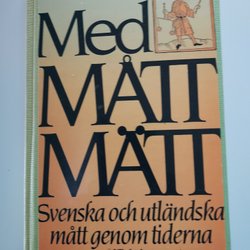 Med
MÅTT
MÄTT
Svenska och utländska
mått genom tiderna